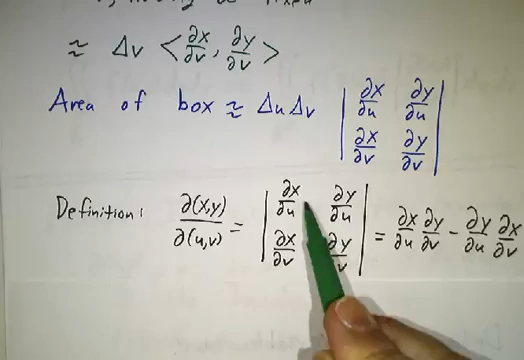 ≈ Δv <∂x/∂v, ∂y/∂v>
Area of box ≈ Δu Δv |∂x/∂u ∂y/∂u
∂x/∂v ∂y/∂v|
Definition: ∂(x,y)/∂(u,v) = |∂x/∂u ∂y/∂u
∂x/∂v ∂y/∂v| = ∂x/∂u ∂y/∂v - ∂y/∂u ∂x/∂v